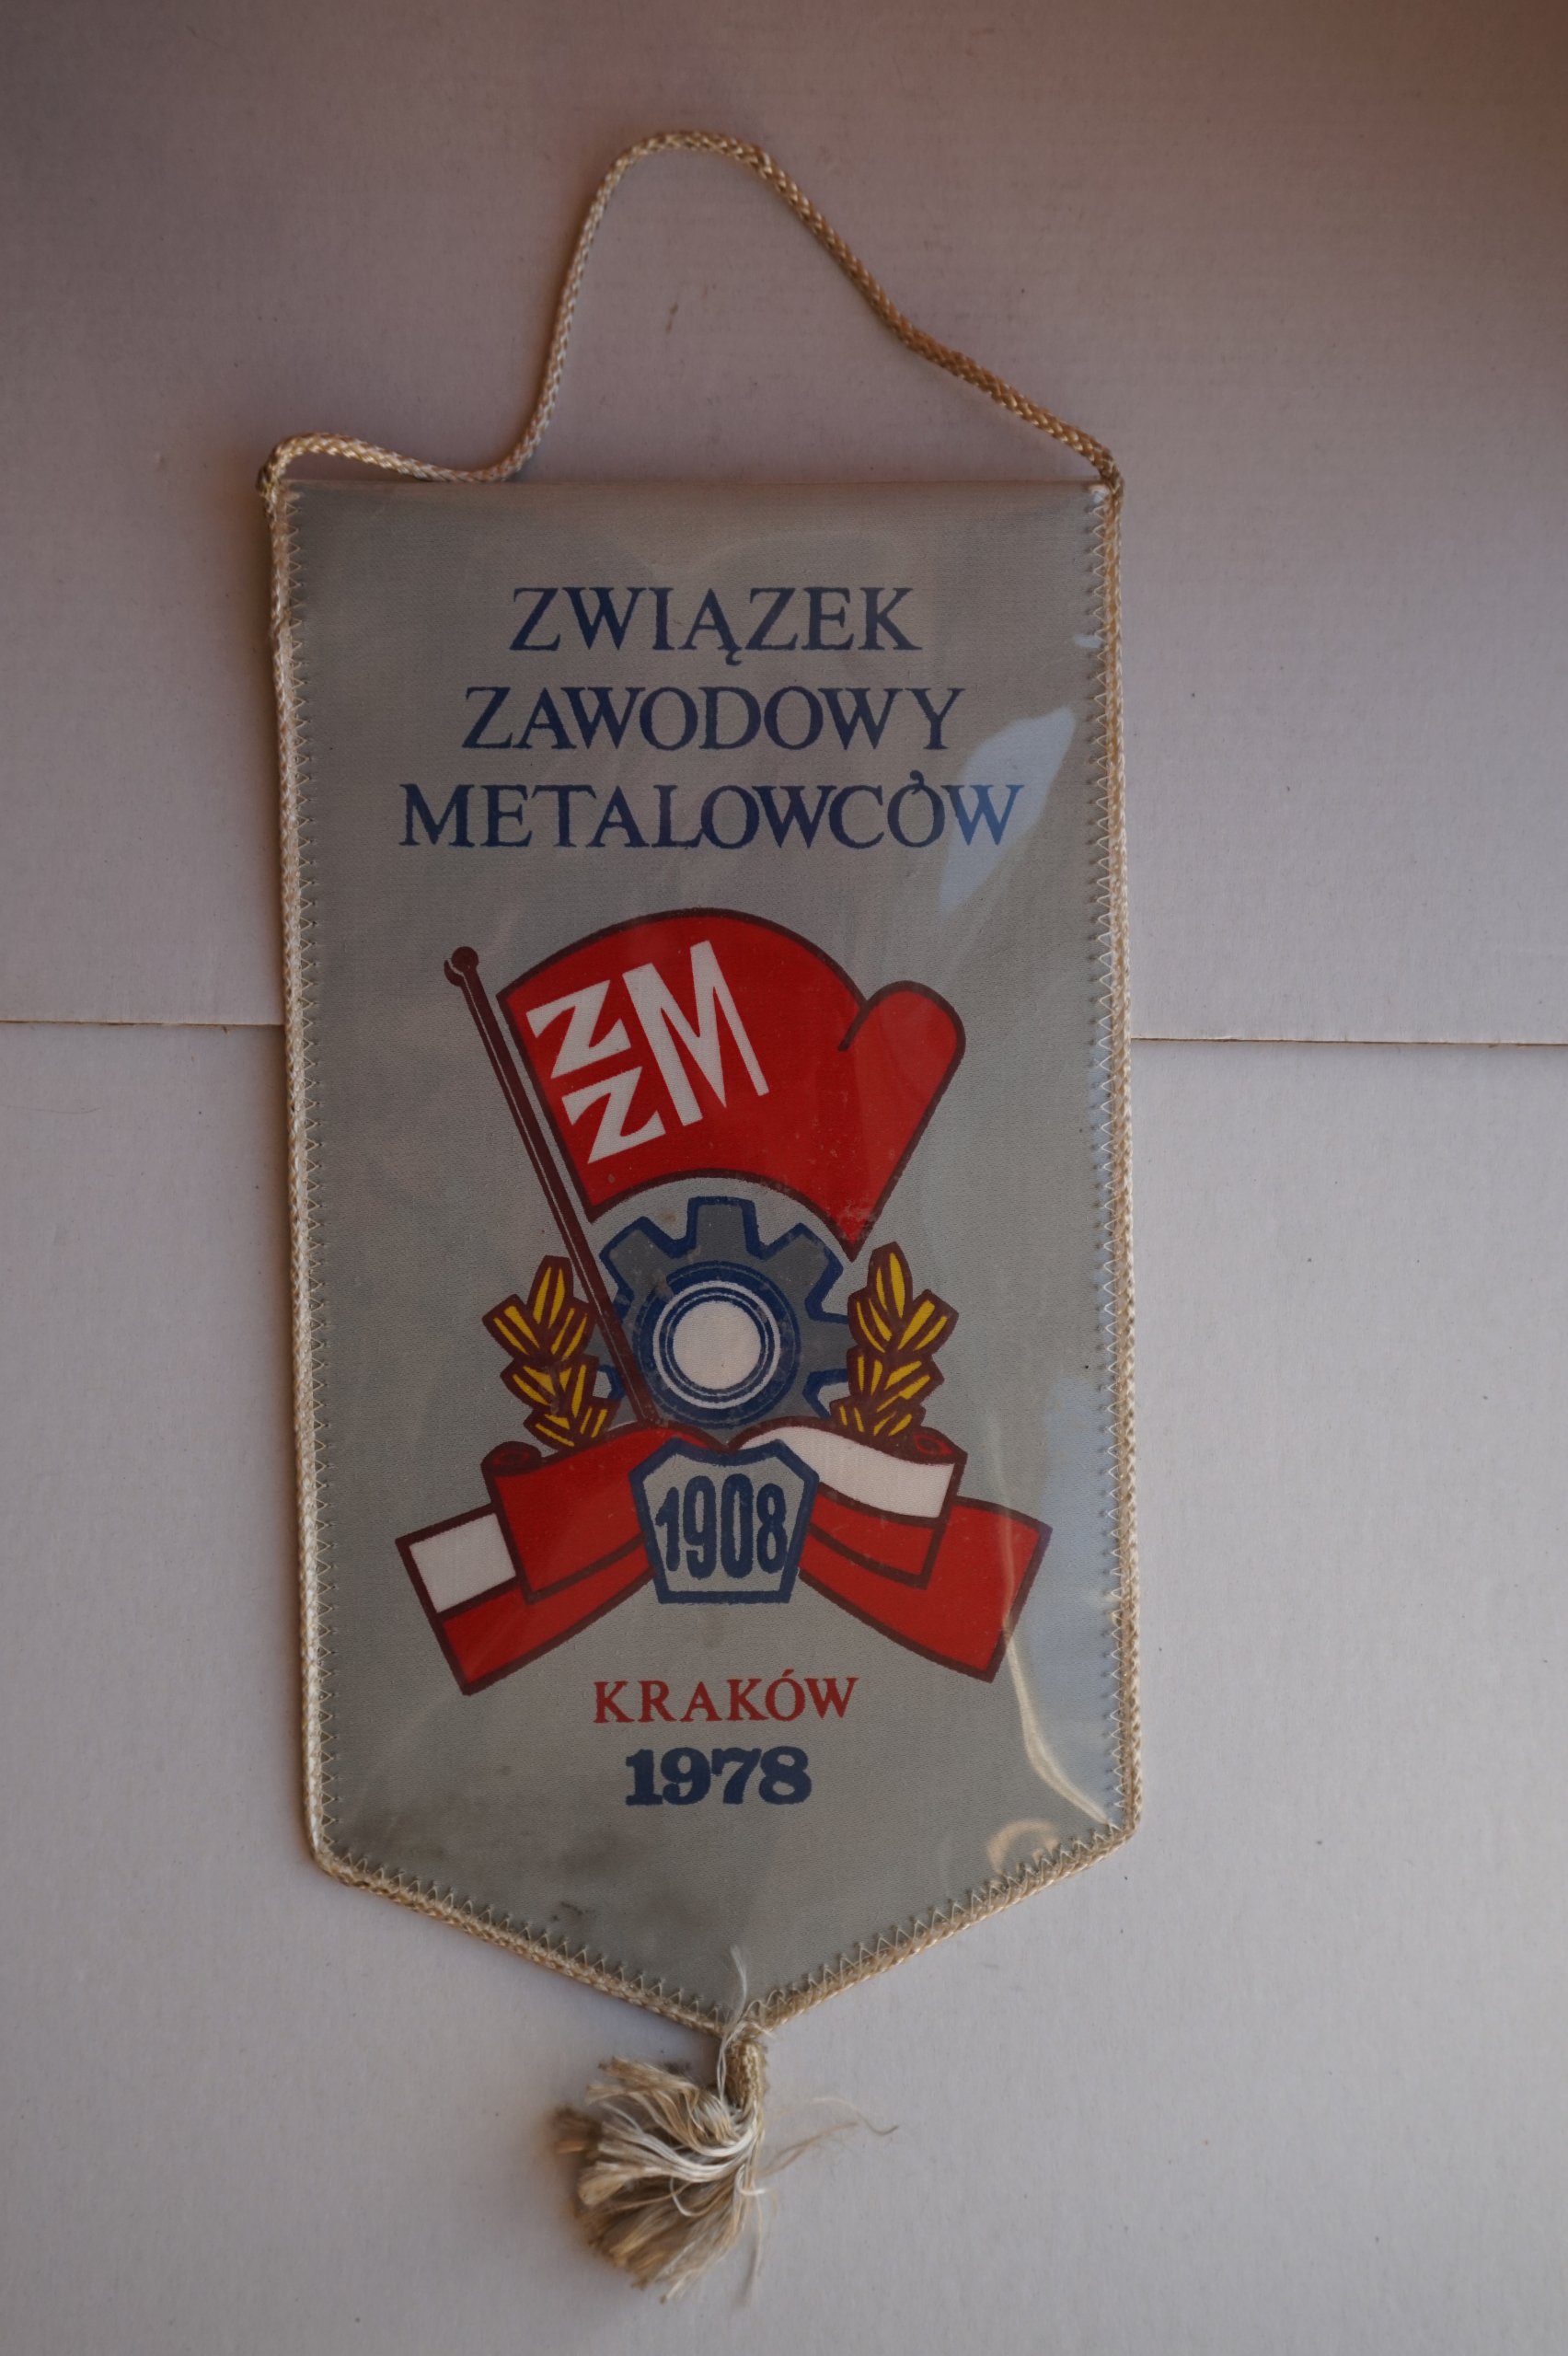 ZWIĄZEK
ZAWODOWY
METALOWCÓW
ZZM
1908
KRAKÓW
1978